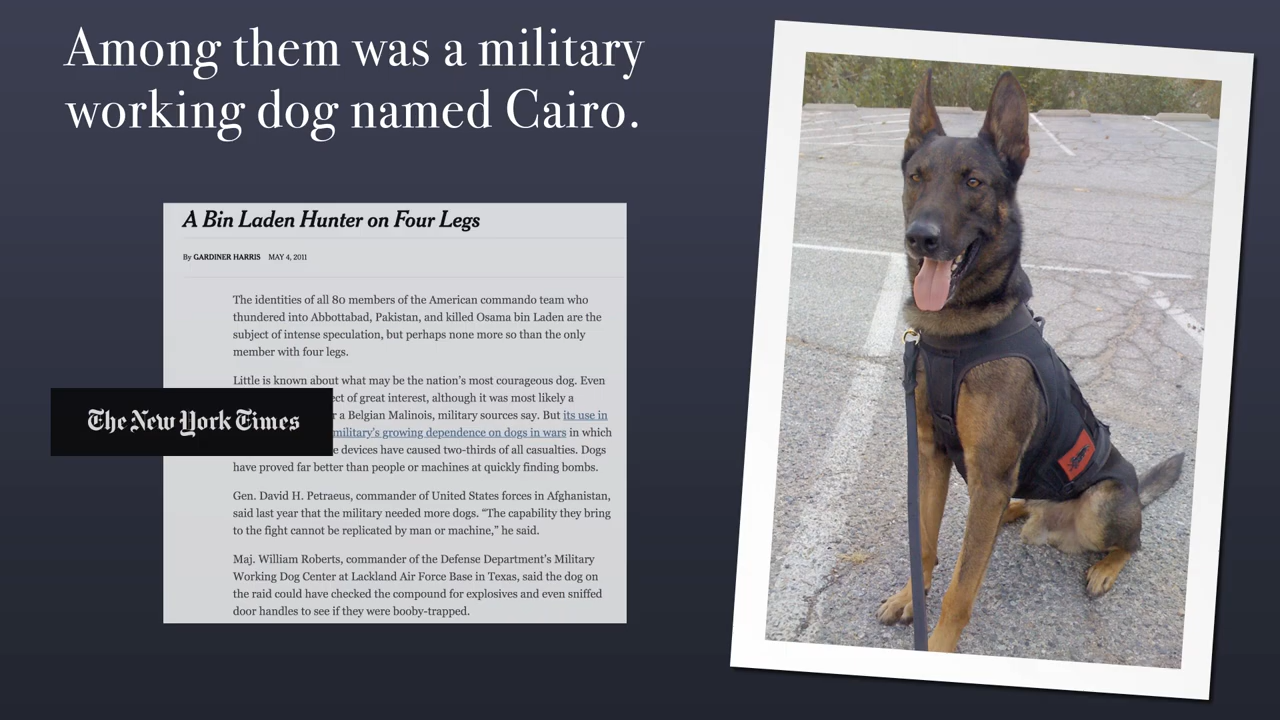 Among them was a military
working dog named Cairo.
A Bin Laden Hunter on Four Legs
By GARDINER HARRIS MAY 4, 2011
The identities of all 80 members of the American commando team who
thundered into Abbottabad, Pakistan, and killed Osama bin Laden are the
subject of intense speculation, but perhaps none more so than the only
member with four legs.
Little is known about what may be the nation's most courageous dog. Even
ct of great interest, although it was most likely a
r a Belgian Malinois, military sources say. But its use in
military's growing dependence on dogs in wars in which
e devices have caused two-thirds of all casualties. Dogs
have proved far better than people or machines at quickly finding bombs.
The New York Times
Gen. David H. Petraeus, commander of United States forces in Afghanistan,
said last year that the military needed more dogs. “The capability they bring
to the fight cannot be replicated by man or machine,” he said.
Maj. William Roberts, commander of the Defense Department's Military
Working Dog Center at Lackland Air Force Base in Texas, said the dog on
the raid could have checked the compound for explosives and even sniffed
door handles to see if they were booby-trapped.